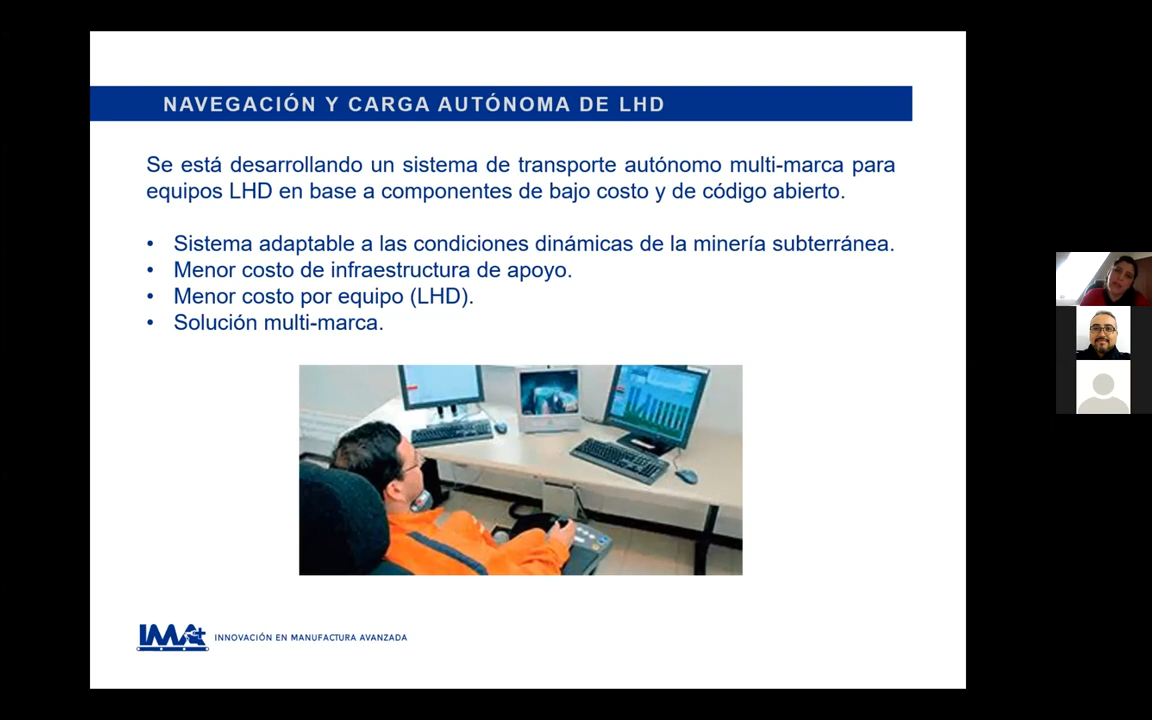 NAVEGACIÓN Y CARGA AUTÓNOMA DE LHD
Se está desarrollando un sistema de transporte autónomo multi-marca para
equipos LHD en base a componentes de bajo costo y de código abierto.
• Sistema adaptable a las condiciones dinámicas de la minería subterránea.
• Menor costo de infraestructura de apoyo.
• Menor costo por equipo (LHD).
• Solución multi-marca.
IMA+ INNOVACIÓN EN MANUFACTURA AVANZADA